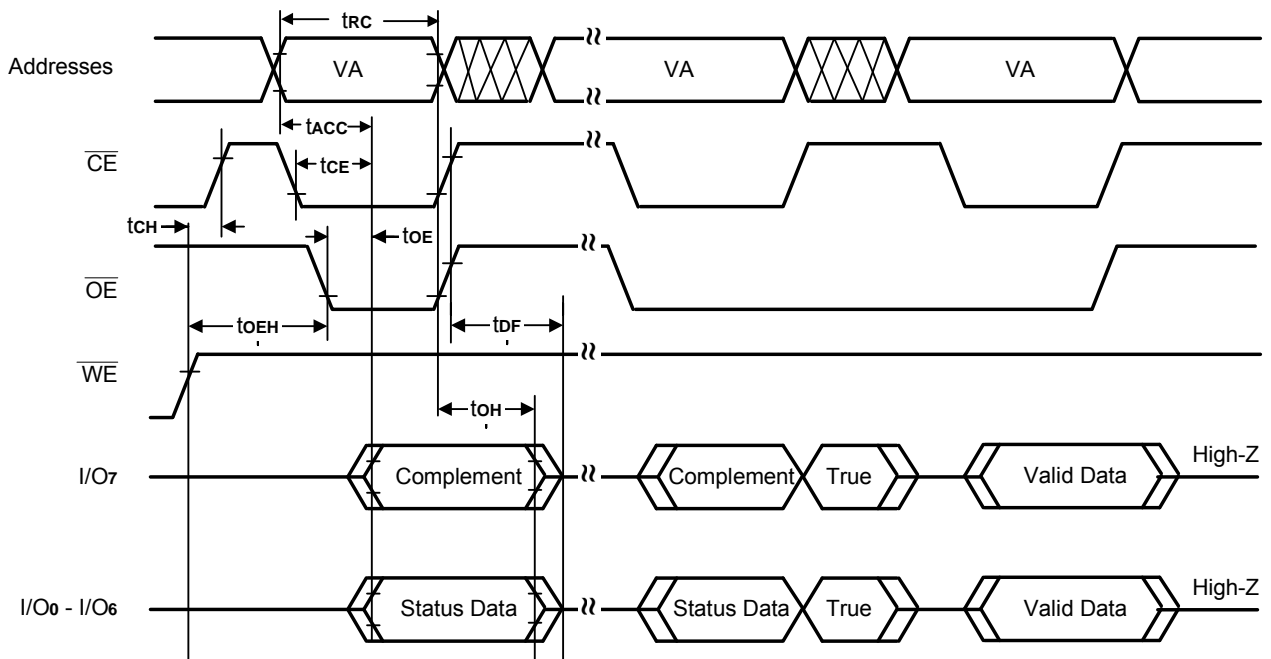 tRC
Addresses VA VA VA
tACC
CE tCE
tCH tOE
OE
tOEH tDF
WE
tOH
I/O7 Complement Complement True Valid Data High-Z
I/O0 - I/O6 Status Data Status Data True Valid Data High-Z